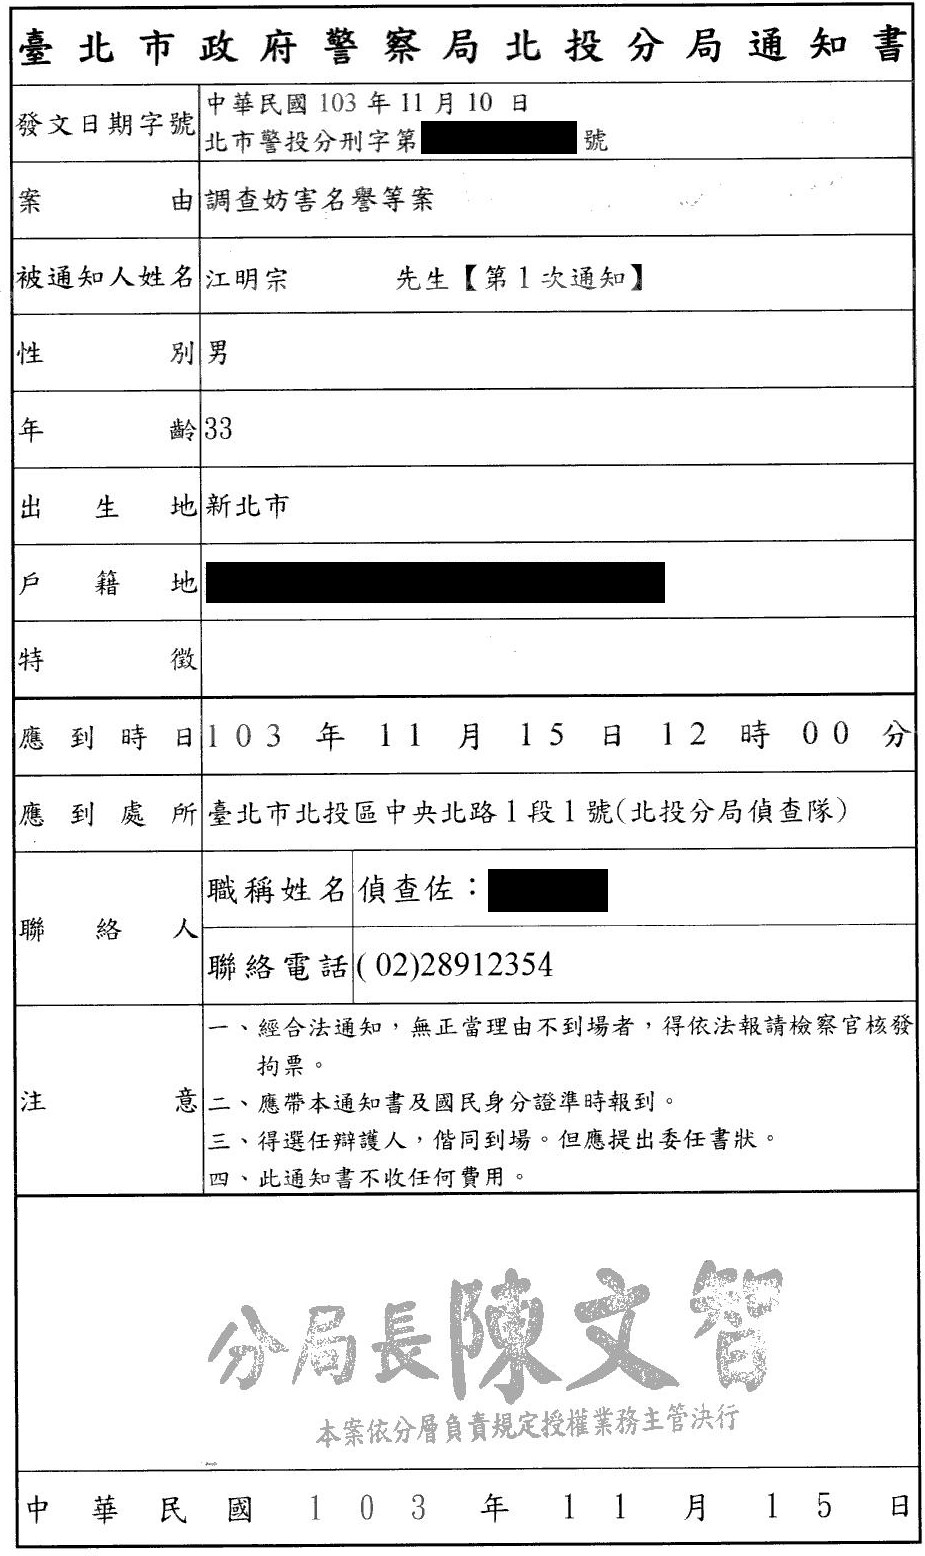 臺北市政府警察局北投分局通知書
發文日期字號
中華民國 103 年 11 月 10 日
北市警投分刑字第 號
案由 調查妨害名譽等案
被通知人姓名 江明宗 先生【第1次通知】
性別 男
年齡 33
出生地 新北市
戶籍地
特徵
應到時日 103 年 11 月 15 日 12 時 00 分
應到處所 臺北市北投區中央北路1段1號(北投分局偵查隊)
聯絡人
職稱姓名 偵查佐：
聯絡電話 (02)28912354
注意
一、經合法通知，無正當理由不到場者，得依法報請檢察官核發
拘票。
二、應帶本通知書及國民身分證準時報到。
三、得選任辯護人，偕同到場。但應提出委任書狀。
四、此通知書不收任何費用。
分局長陳文智
本案依分層負責規定授權業務主管決行
中華民國 103 年 11 月 15 日